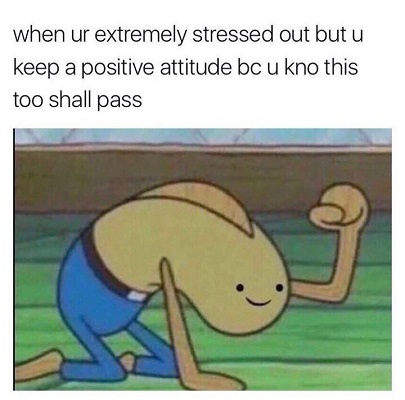 when ur extremely stressed out but u
keep a positive attitude bc u kno this
too shall pass